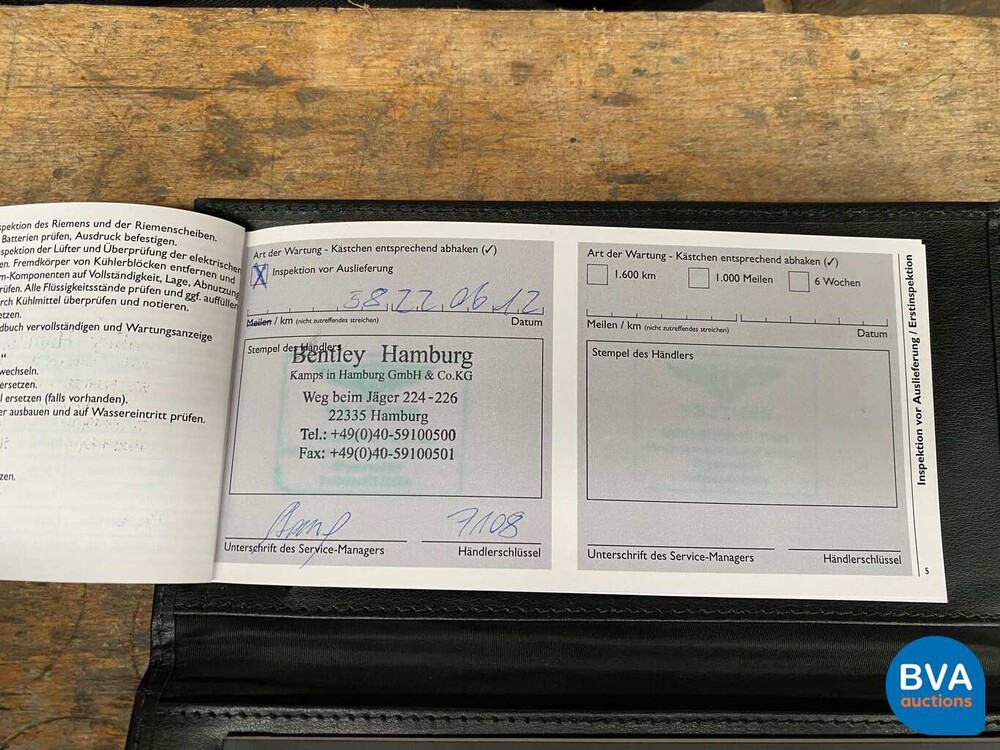 spektion des Riemens und der Riemenscheiben.
Batterien prüfen, Ausdruck befestigen.
spektion der Lüfter und Überprüfung der elektrischen
en. Fremdkörper von Kühlerblöcken entfernen und
m-Komponenten auf Vollständigkeit, Lage, Abnutzung
rüfen. Alle Flüssigkeitsstände prüfen und ggf. auffüllen
rch Kühlmittel überprüfen und notieren.
etzen.
dbuch vervollständigen und Wartungsanzeige
“
wechseln.
ersetzen.
l ersetzen (falls vorhanden).
er ausbauen und auf Wassereintritt prüfen.
zen.
Art der Wartung - Kästchen entsprechend abhaken (✓)
X Inspektion vor Auslieferung
38 22 06 12
Meilen / km (nicht zutreffendes streichen) Datum
Stempel des Händlers
Bentley Hamburg
Kamps in Hamburg GmbH & Co.KG
Weg beim Jäger 224-226
22335 Hamburg
Tel.: +49(0)40-59100500
Fax: +49(0)40-59100501
7108
Unterschrift des Service-Managers Händlerschlüssel
Art der Wartung - Kästchen entsprechend abhaken (✓)
1.600 km 1.000 Meilen 6 Wochen
Meilen / km (nicht zutreffendes streichen) Datum
Stempel des Händlers
Unterschrift des Service-Managers Händlerschlüssel
Inspektion vor Auslieferung / Erstinspektion
5
BVA
auctions